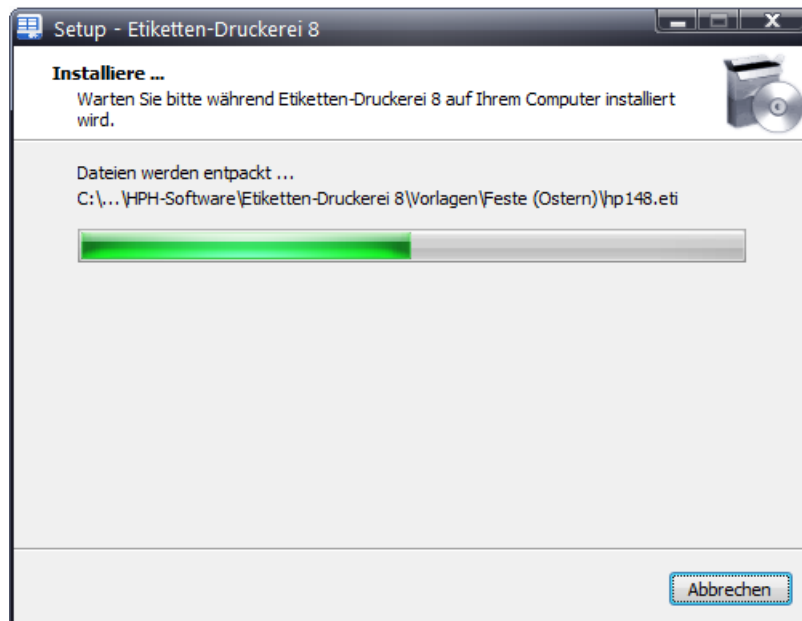 Setup - Etiketten-Druckerei 8
Installiere ...
Warten Sie bitte während Etiketten-Druckerei 8 auf Ihrem Computer installiert
wird.
Dateien werden entpackt ...
C:\...\HPH-Software\Etiketten-Druckerei 8\Vorlagen\Feste (Ostern)\hp148.eti
Abbrechen